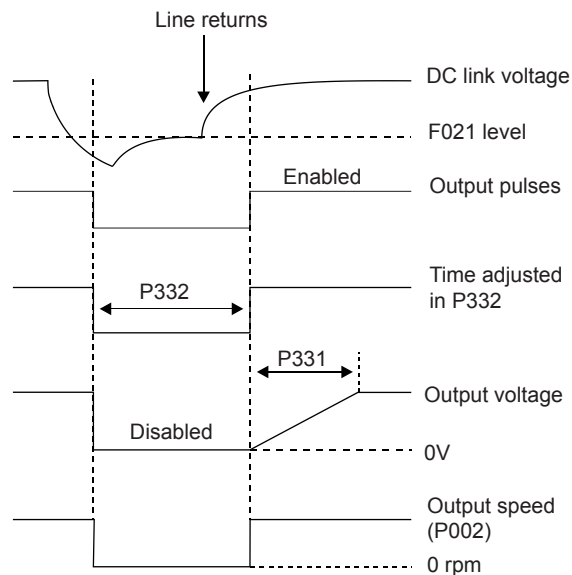 Line returns
DC link voltage
F021 level
Enabled
Output pulses
Time adjusted
in P332
P332
P331
Output voltage
Disabled
0V
Output speed
(P002)
0 rpm